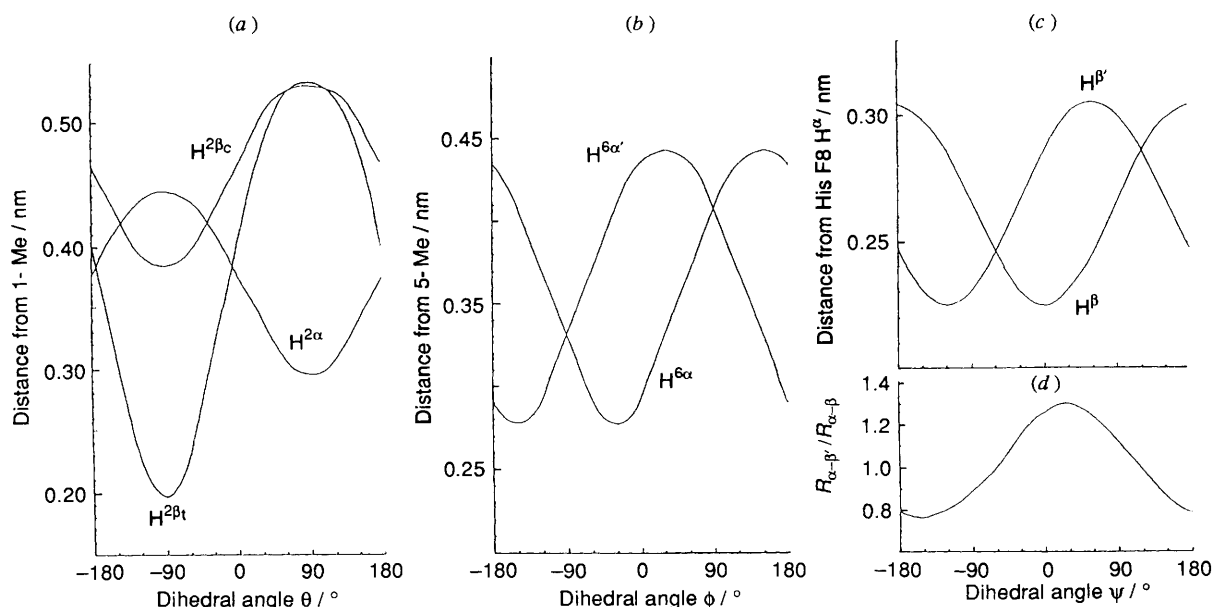 (a)
Distance from 1- Me / nm
0.50
0.40
0.30
0.20
H2βc
H2α
H2βt
−180
−90
0
90
180
Dihedral angle θ / °
(b)
Distance from 5- Me / nm
0.45
0.35
0.25
H6α′
H6α
−180
−90
0
90
180
Dihedral angle ϕ / °
(c)
Distance from His F8 Hα / nm
0.30
0.25
Hβ′
Hβ
(d)
Rα−β′/Rα−β
1.4
1.2
1.0
0.8
−180
−90
0
90
180
Dihedral angle ψ / °